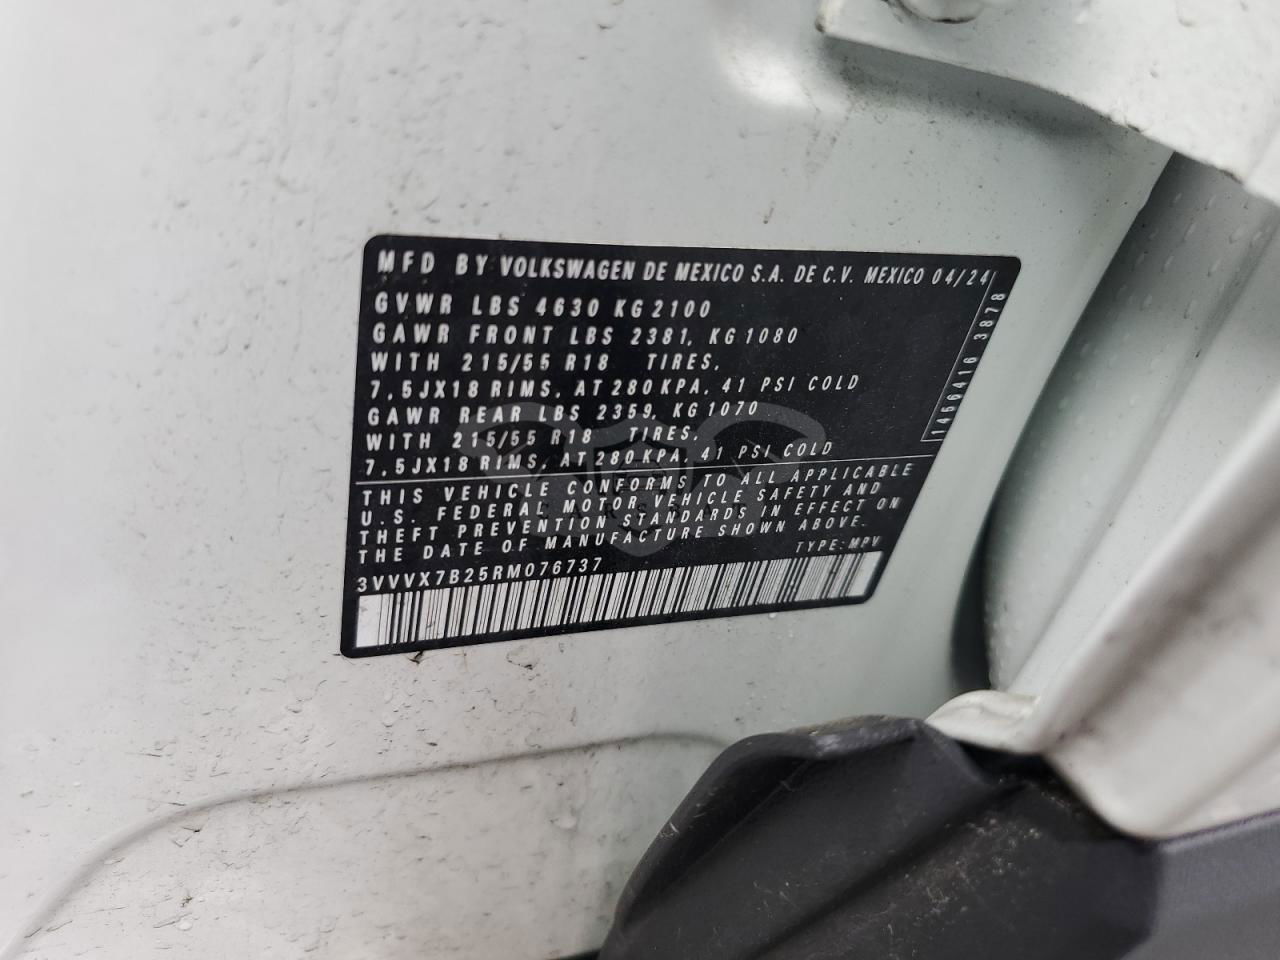 MFD BY VOLKSWAGEN DE MEXICO S.A. DE C.V. MEXICO 04/24
GVWR LBS 4630 KG 2100
GAWR FRONT LBS 2381, KG 1080
WITH 215/55 R18 TIRES,
7,5JX18 RIMS, AT 280 KPA, 41 PSI COLD
GAWR REAR LBS 2359, KG 1070
WITH 215/55 R18 TIRES,
7,5JX18 RIMS, AT 280 KPA, 41 PSI COLD
1456416 3878
THIS VEHICLE CONFORMS TO ALL APPLICABLE
U.S. FEDERAL MOTOR VEHICLE SAFETY AND
THEFT PREVENTION STANDARDS IN EFFECT ON
THE DATE OF MANUFACTURE SHOWN ABOVE.
3VVVX7B25RM076737 TYPE: MPV